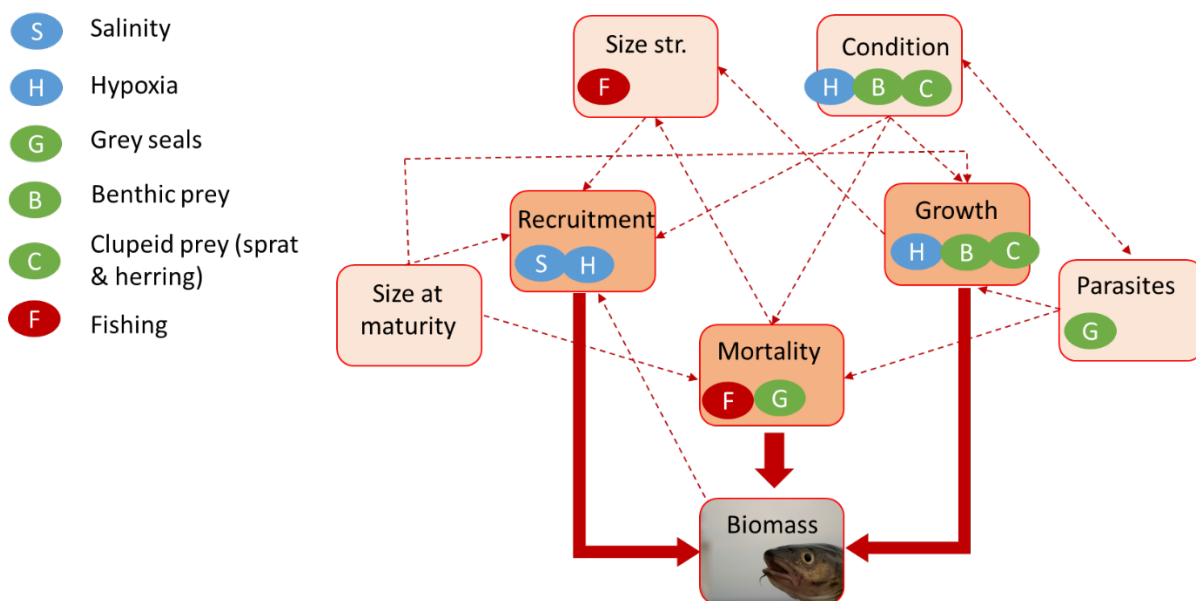 S Salinity
H Hypoxia
G Grey seals
B Benthic prey
C Clupeid prey (sprat
& herring)
F Fishing
Size str.
F
Condition
H B C
Recruitment
S H
Growth
H B C
Size at
maturity
Parasites
G
Mortality
F G
Biomass